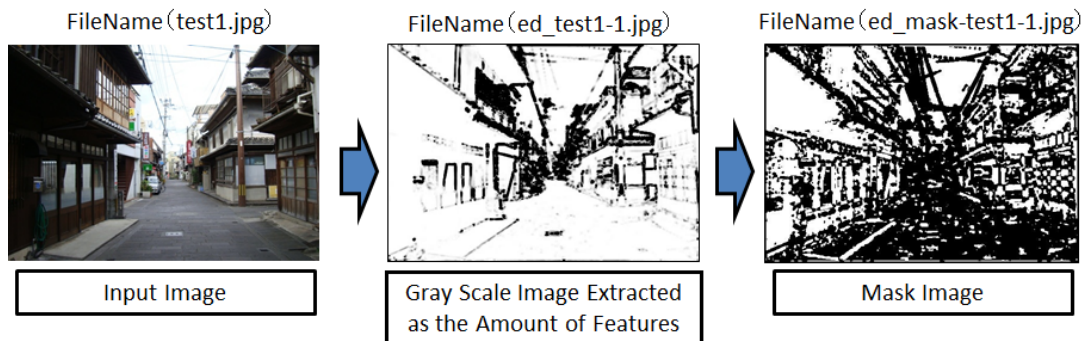 FileName（test1.jpg）
FileName（ed_test1-1.jpg）
FileName（ed_mask-test1-1.jpg）
Input Image
Gray Scale Image Extracted
as the Amount of Features
Mask Image